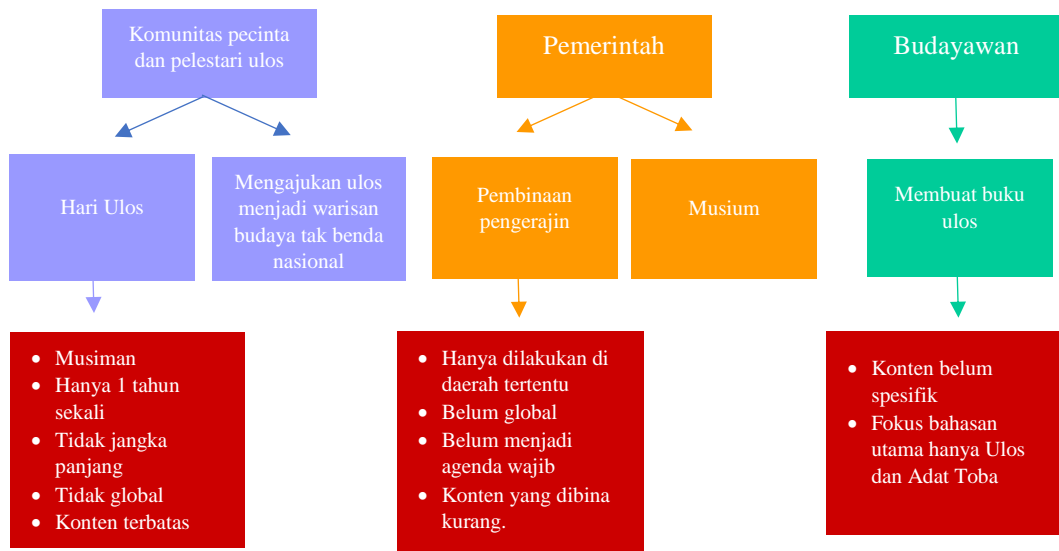 Komunitas pecinta
dan pelestari ulos
Pemerintah
Budayawan
Hari Ulos
Mengajukan ulos
menjadi warisan
budaya tak benda
nasional
Pembinaan
pengerajin
Musium
Membuat buku
ulos
• Musiman
• Hanya 1 tahun
sekali
• Tidak jangka
panjang
• Tidak global
• Konten terbatas
• Hanya dilakukan di
daerah tertentu
• Belum global
• Belum menjadi
agenda wajib
• Konten yang dibina
kurang.
• Konten belum
spesifik
• Fokus bahasan
utama hanya Ulos
dan Adat Toba